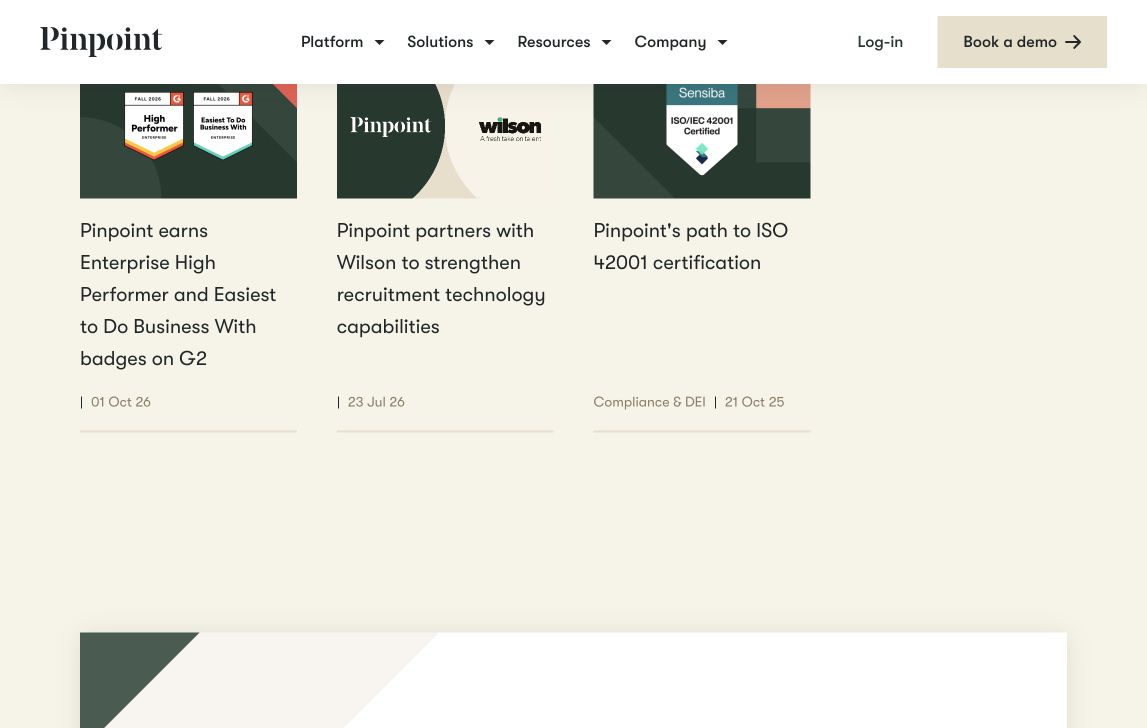 Pinpoint
Platform
Solutions
Resources
Company
Log-in
Book a demo
FALL 2026
High
Performer
ENTERPRISE
FALL 2026
Easiest To Do
Business With
ENTERPRISE
Pinpoint
wilson
A fresh take on talent
Sensiba
ISO/IEC 42001
Certified
Pinpoint earns
Enterprise High
Performer and Easiest
to Do Business With
badges on G2
| 01 Oct 26
Pinpoint partners with
Wilson to strengthen
recruitment technology
capabilities
| 23 Jul 26
Pinpoint's path to ISO
42001 certification
Compliance & DEI | 21 Oct 25